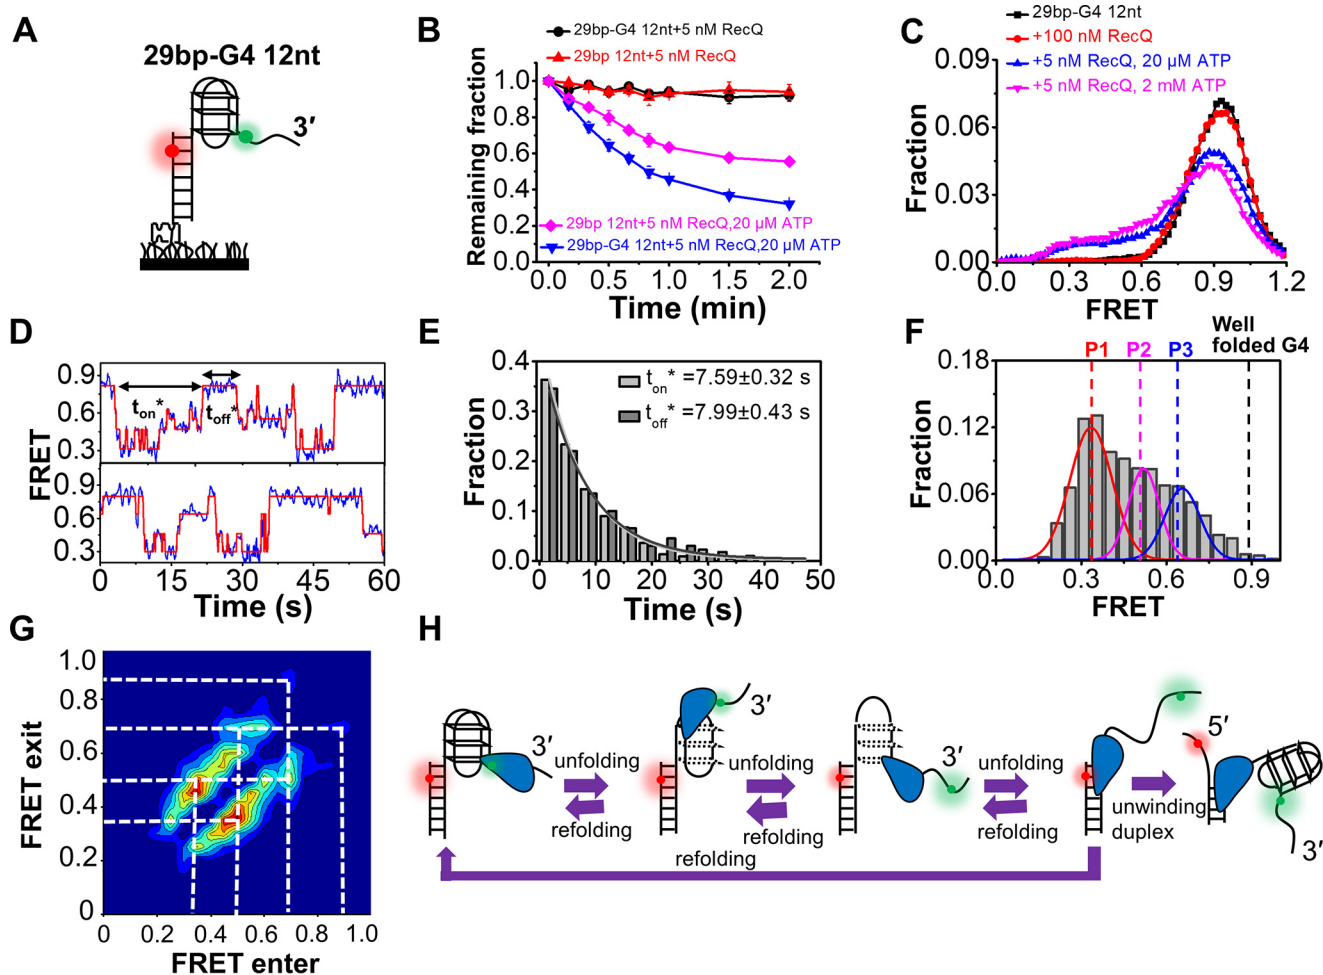 A
29bp-G4 12nt
3′
B
29bp-G4 12nt+5 nM RecQ
29bp 12nt+5 nM RecQ
1.0
0.8
0.6
0.4
0.2
0.0
Remaining fraction
29bp 12nt+5 nM RecQ,20 µM ATP
29bp-G4 12nt+5 nM RecQ,20 µM ATP
0.0 0.5 1.0 1.5 2.0
Time (min)
C
29bp-G4 12nt
+100 nM RecQ
+5 nM RecQ, 20 µM ATP
+5 nM RecQ, 2 mM ATP
0.09
0.06
0.03
0.00
Fraction
0.0 0.3 0.6 0.9 1.2
FRET
D
0.9
0.6
0.3
0.9
0.6
0.3
FRET
ton*
toff*
0 15 30 45 60
Time (s)
E
0.4
0.3
0.2
0.1
0.0
Fraction
ton* =7.59±0.32 s
toff* =7.99±0.43 s
0 10 20 30 40 50
Time (s)
F
Well
folded G4
P1 P2 P3
0.18
0.12
0.06
0.00
Fraction
0.0 0.3 0.6 0.9
FRET
G
1.0
0.8
0.6
0.4
0.2
0
FRET exit
0 0.2 0.4 0.6 0.8 1.0
FRET enter
H
3′
unfolding
refolding
3′
unfolding
refolding
3′
unfolding
refolding
5′
unwinding
duplex
3′
refolding